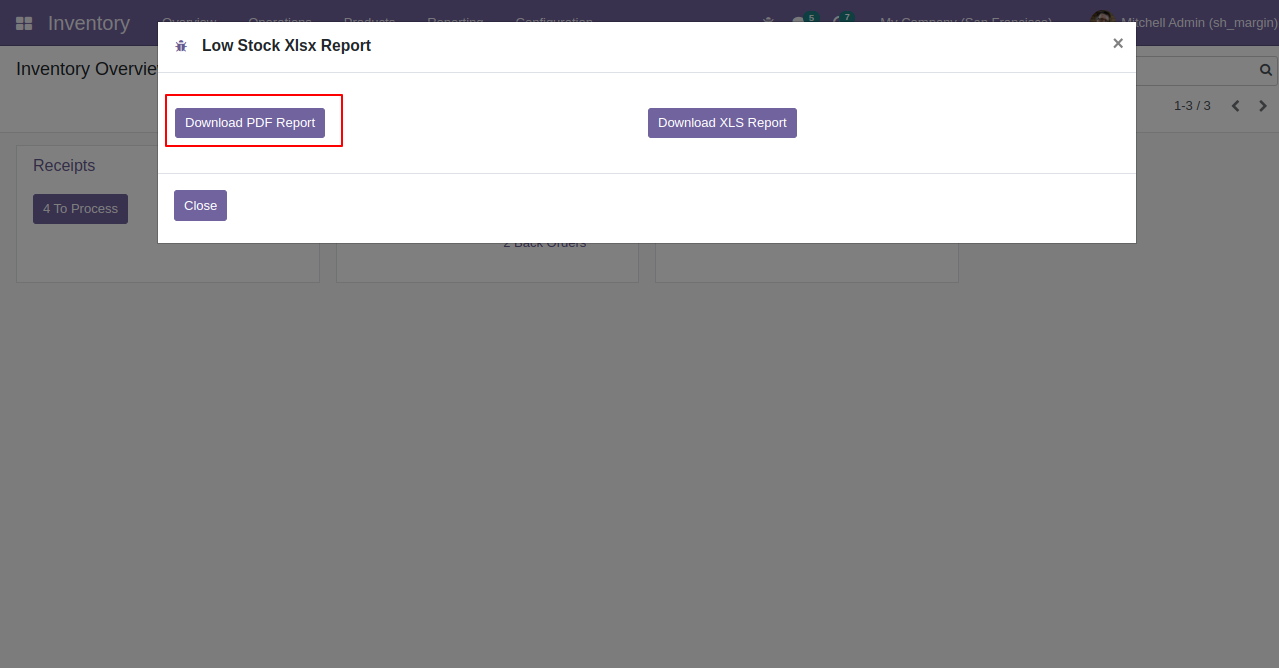 Inventory
Overview Operations Products Reporting Configuration 5 7 My Company (San Francisco) Mitchell Admin (sh_margin)
Low Stock Xlsx Report ×
Inventory
1-3 / 3
Download PDF Report Download XLS Report
Receipts
4 To Process
Close
2 Back Orders